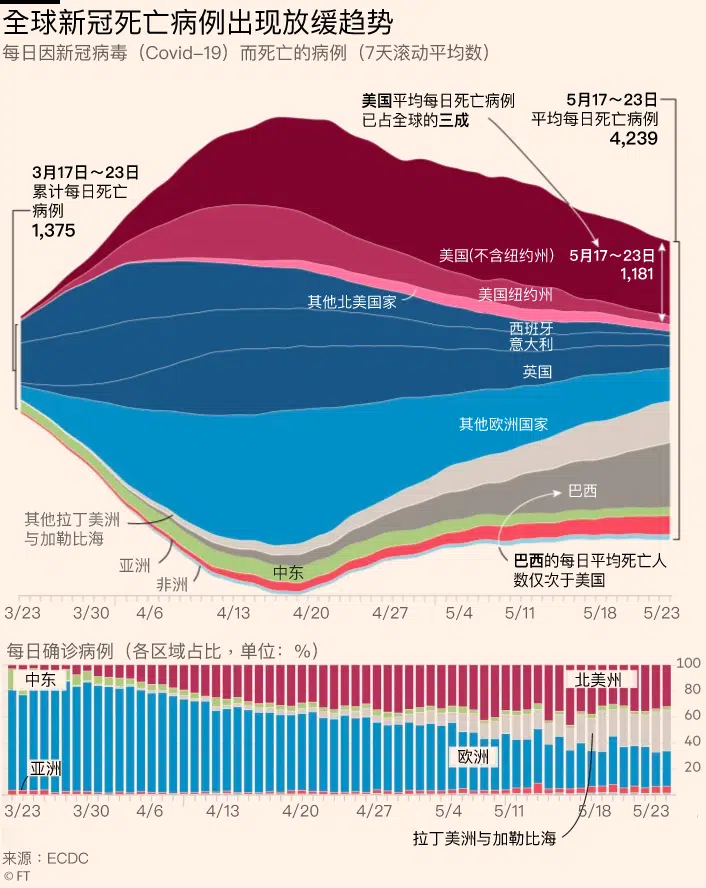 全球新冠死亡病例出现放缓趋势
每日因新冠病毒（Covid–19）而死亡的病例（7天滚动平均数）
美国平均每日死亡病例
已占全球的三成
5月17～23日
平均每日死亡病例
4,239
3月17日～23日
累计每日死亡
病例
1,375
美国(不含纽约州)
5月17～23日
1,181
美国纽约州
其他北美国家
西班牙
意大利
英国
其他欧洲国家
巴西
其他拉丁美洲
与加勒比海
亚洲
非洲
中东
巴西的每日平均死亡人
数仅次于美国
3/23 3/30 4/6 4/13 4/20 4/27 5/4 5/11 5/18 5/23
每日确诊病例（各区域占比，单位：%）
中东
北美洲
100
80
60
40
20
欧洲
亚洲
3/23 3/30 4/6 4/13 4/20 4/27 5/4 5/11 5/18 5/23
拉丁美洲与加勒比海
来源：ECDC
© FT